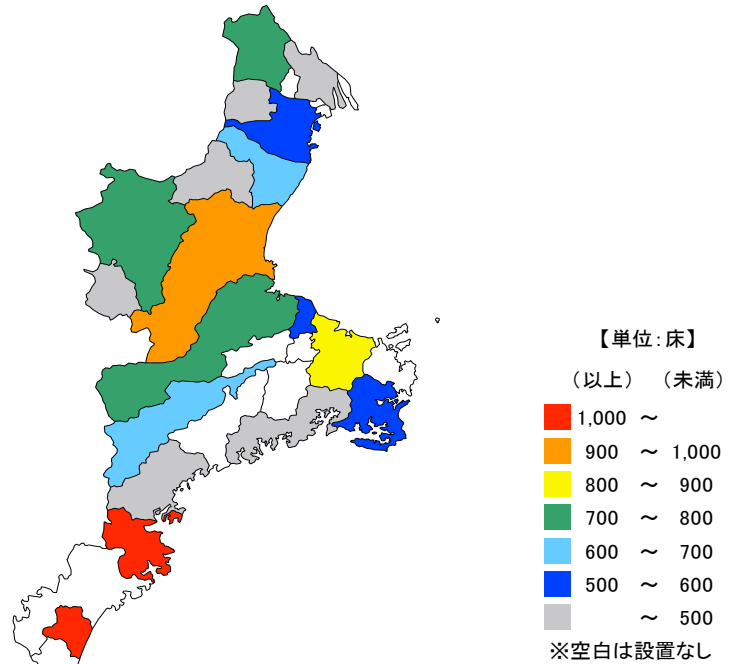 【単位：床】
（以上） （未満）
1,000 ～
900 ～ 1,000
800 ～ 900
700 ～ 800
600 ～ 700
500 ～ 600
～ 500
※空白は設置なし